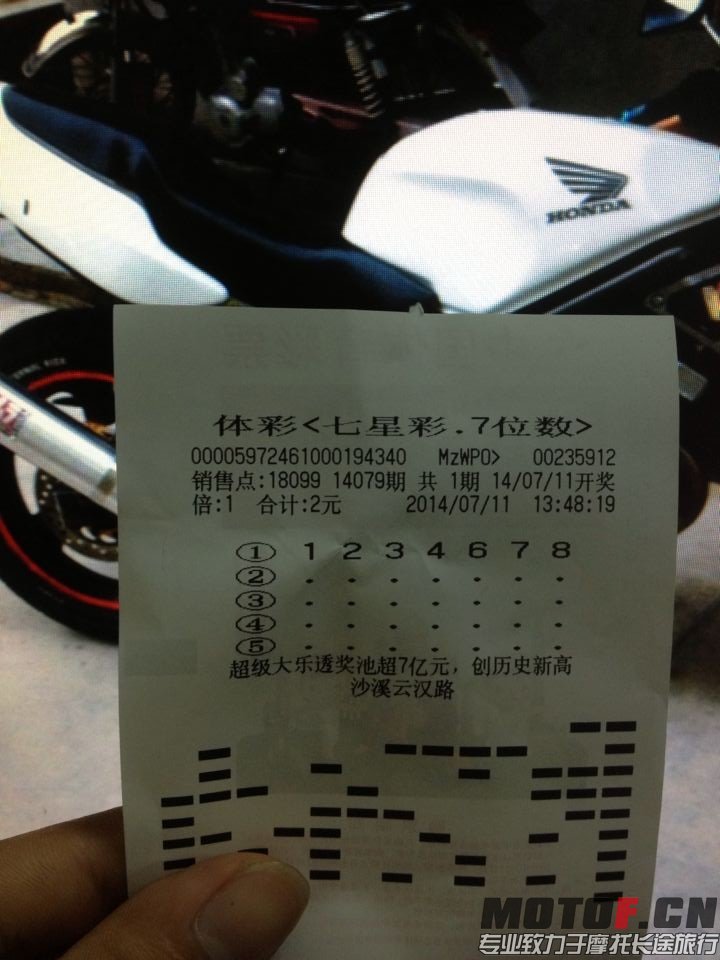 HONDA
体彩<七星彩.7位数>
00005972461000194340 MzWPO> 00235912
销售点:18099 14079期 共 1期 14/07/11开奖
倍:1 合计:2元 2014/07/11 13:48:19
① 1 2 3 4 6 7 8
② · · · · · · ·
③ · · · · · · ·
④ · · · · · · ·
⑤ · · · · · · ·
超级大乐透奖池超7亿元，创历史新高
沙溪云汉路
MOTOF.CN
专业致力于摩托长途旅行